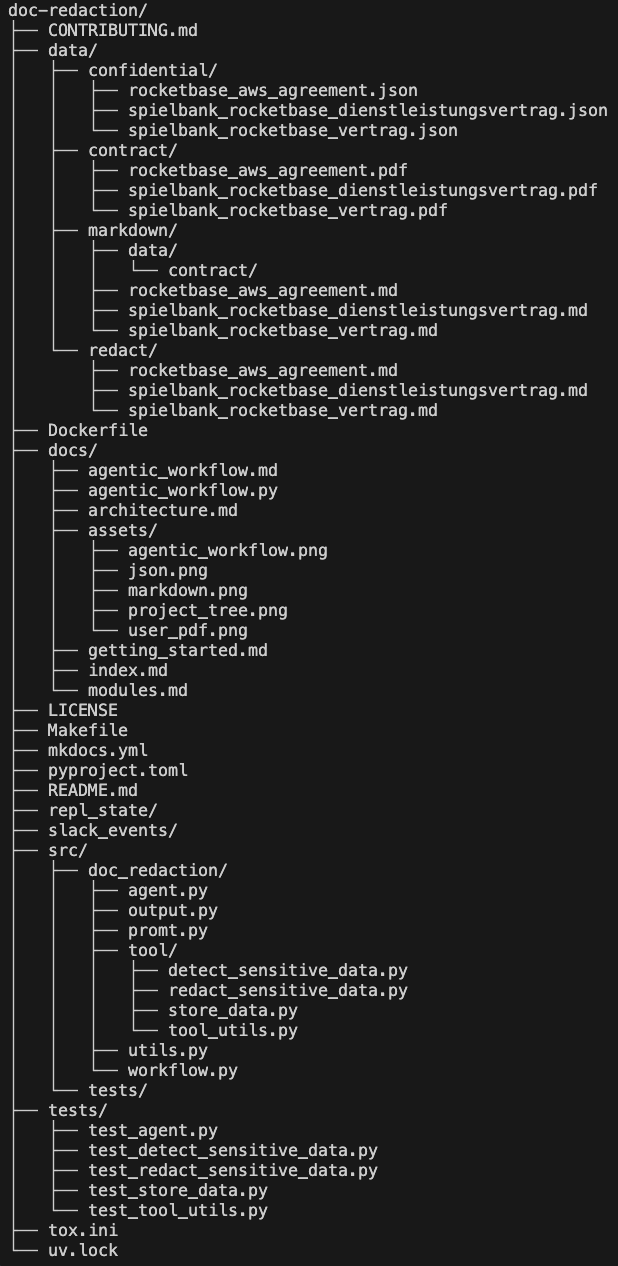 doc-redaction/
├── CONTRIBUTING.md
├── data/
│   ├── confidential/
│   │   ├── rocketbase_aws_agreement.json
│   │   ├── spielbank_rocketbase_dienstleistungsvertrag.json
│   │   └── spielbank_rocketbase_vertrag.json
│   ├── contract/
│   │   ├── rocketbase_aws_agreement.pdf
│   │   ├── spielbank_rocketbase_dienstleistungsvertrag.pdf
│   │   └── spielbank_rocketbase_vertrag.pdf
│   ├── markdown/
│   │   ├── data/
│   │   │   └── contract/
│   │   ├── rocketbase_aws_agreement.md
│   │   ├── spielbank_rocketbase_dienstleistungsvertrag.md
│   │   └── spielbank_rocketbase_vertrag.md
│   └── redact/
│       ├── rocketbase_aws_agreement.md
│       ├── spielbank_rocketbase_dienstleistungsvertrag.md
│       └── spielbank_rocketbase_vertrag.md
├── Dockerfile
├── docs/
│   ├── agentic_workflow.md
│   ├── agentic_workflow.py
│   ├── architecture.md
│   ├── assets/
│   │   ├── agentic_workflow.png
│   │   ├── json.png
│   │   ├── markdown.png
│   │   ├── project_tree.png
│   │   └── user_pdf.png
│   ├── getting_started.md
│   ├── index.md
│   └── modules.md
├── LICENSE
├── Makefile
├── mkdocs.yml
├── pyproject.toml
├── README.md
├── repl_state/
├── slack_events/
├── src/
│   ├── doc_redaction/
│   │   ├── agent.py
│   │   ├── output.py
│   │   ├── promt.py
│   │   ├── tool/
│   │   │   ├── detect_sensitive_data.py
│   │   │   ├── redact_sensitive_data.py
│   │   │   ├── store_data.py
│   │   │   └── tool_utils.py
│   │   ├── utils.py
│   │   └── workflow.py
│   └── tests/
├── tests/
│   ├── test_agent.py
│   ├── test_detect_sensitive_data.py
│   ├── test_redact_sensitive_data.py
│   ├── test_store_data.py
│   └── test_tool_utils.py
├── tox.ini
└── uv.lock